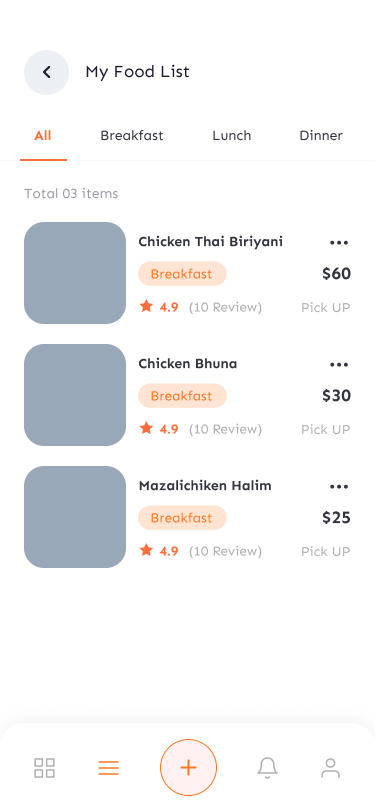 My Food List
All Breakfast Lunch Dinner
Total 03 items
Chicken Thai Biriyani
Breakfast $60
4.9 (10 Review) Pick UP
Chicken Bhuna
Breakfast $30
4.9 (10 Review) Pick UP
Mazalichiken Halim
Breakfast $25
4.9 (10 Review) Pick UP